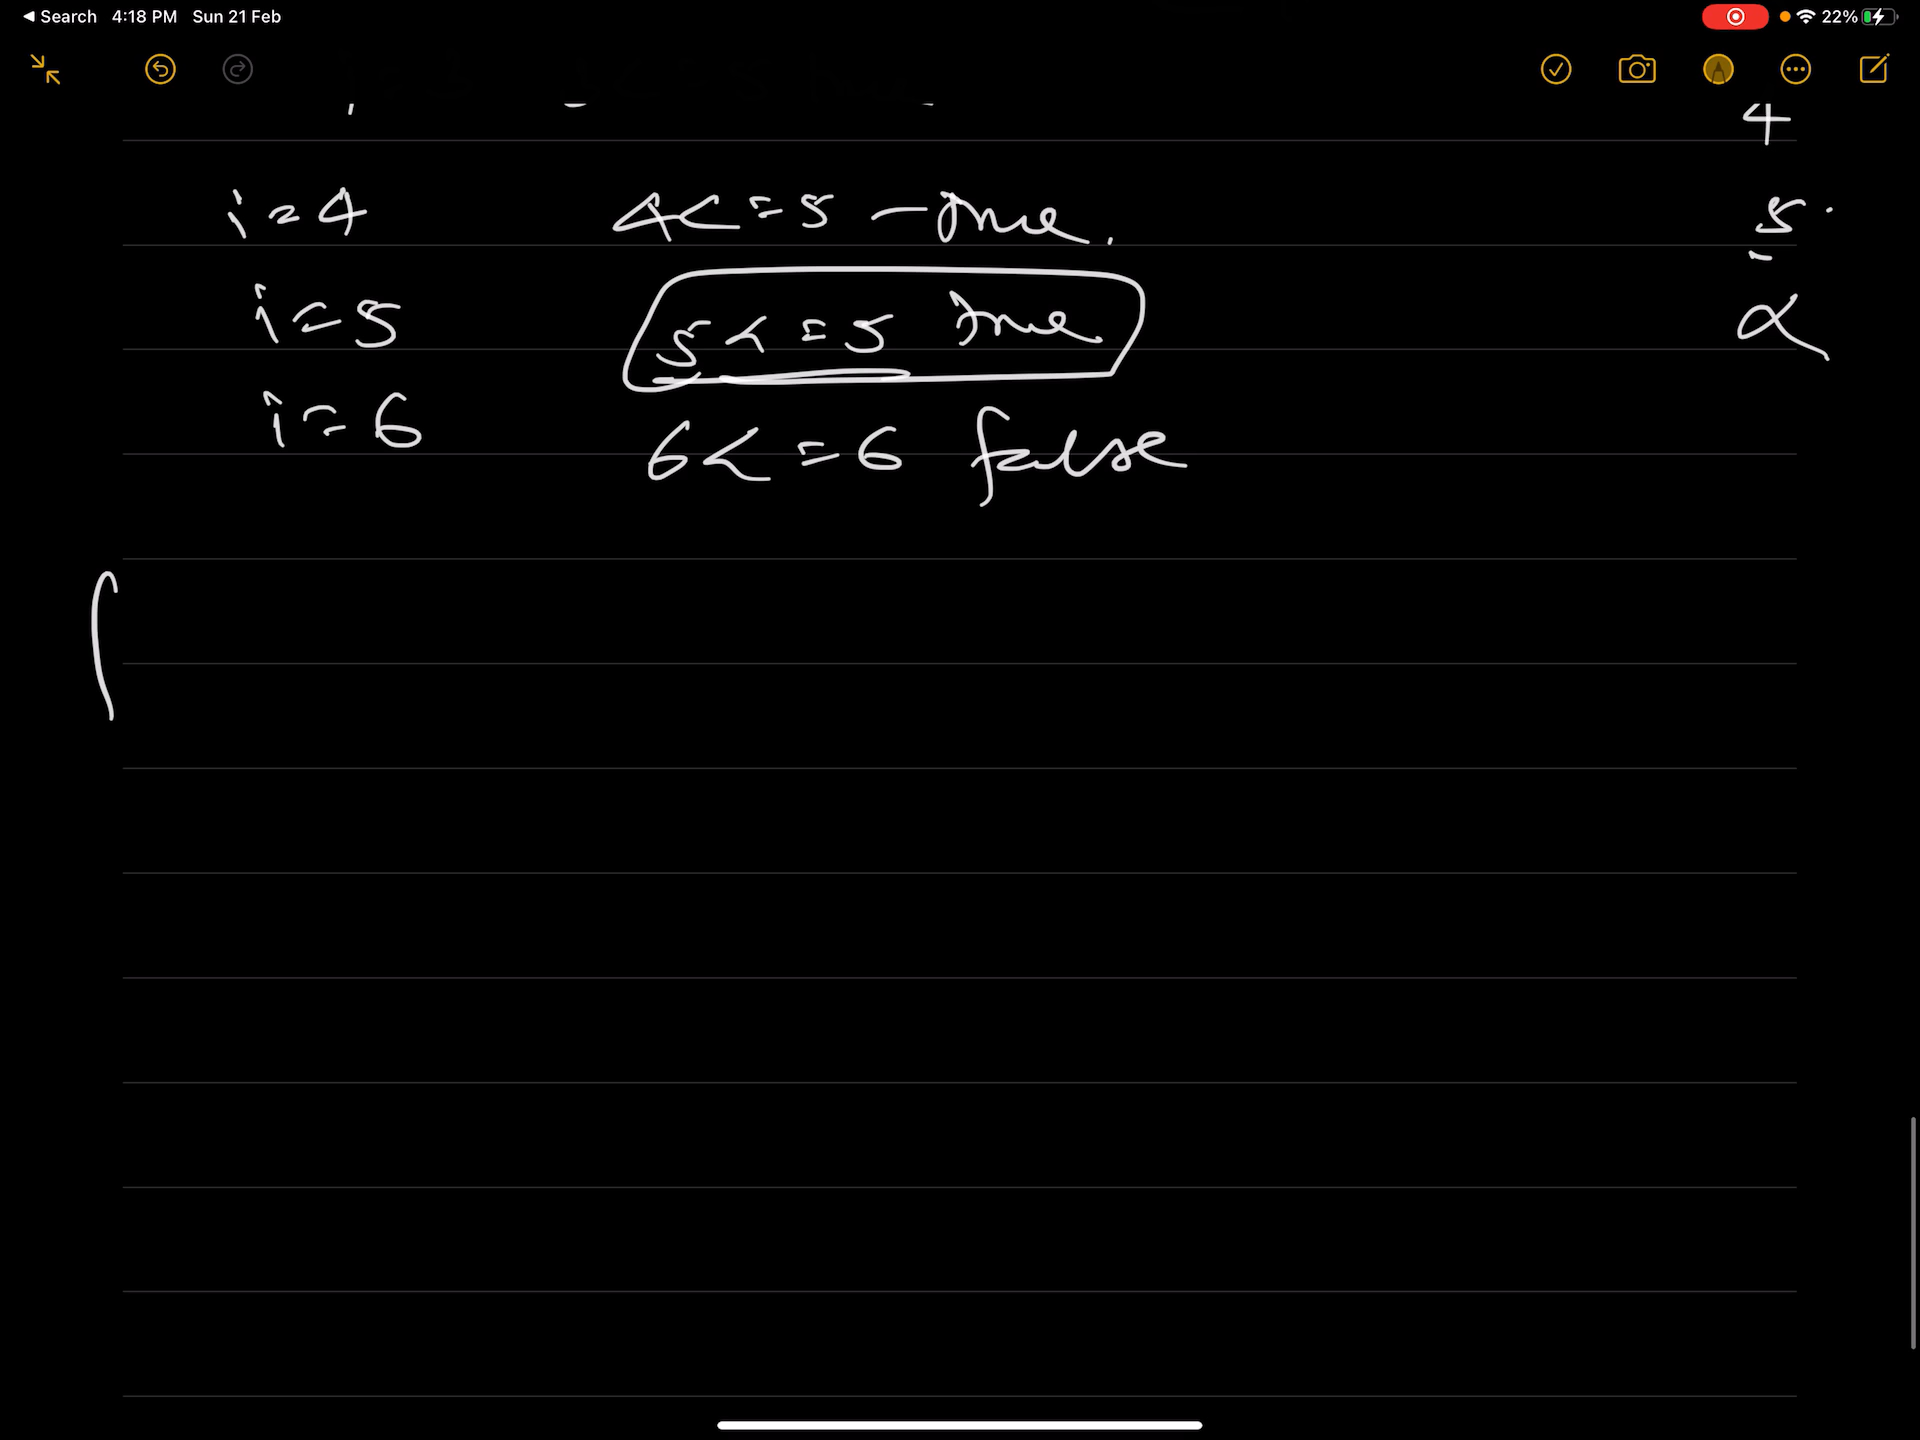 Search 4:18 PM Sun 21 Feb 22%
4
i=4 4<=5 - true. 5.
i=5 5<=5 true
i=6 6<=6 false